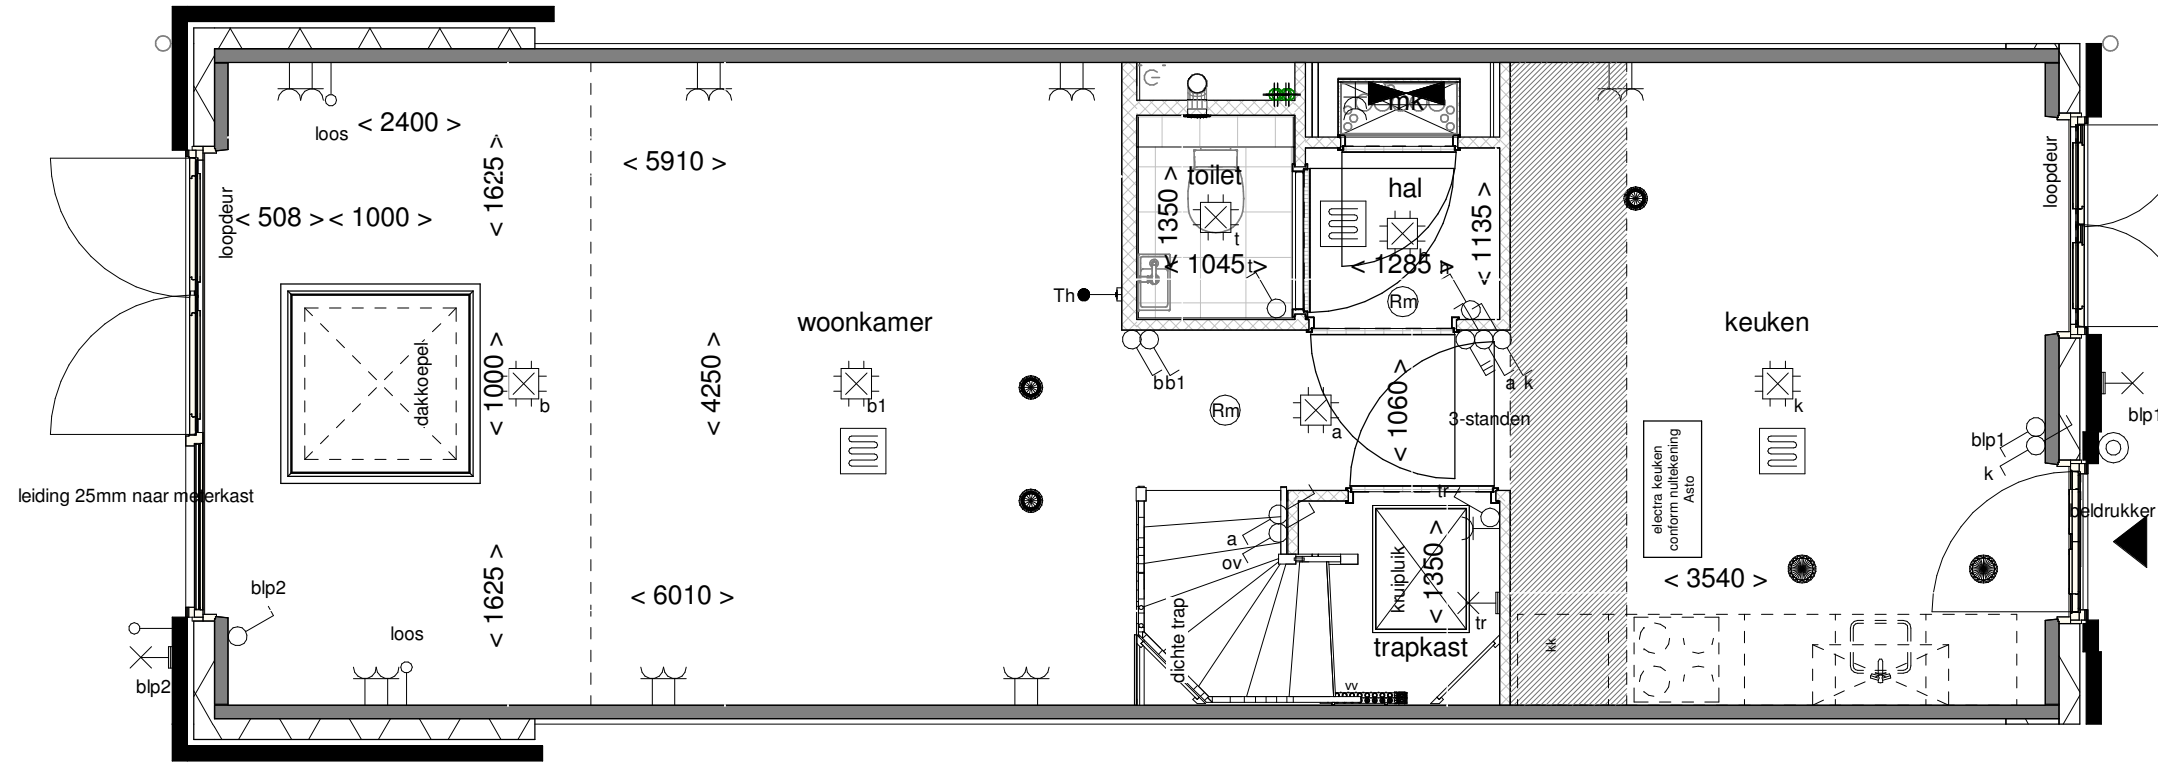 mk
loos
< 2400 >
< 1625 >
< 5910 >
loopdeur
toilet
hal
< 1350 >
< 1135 >
loopdeur
< 508 >
< 1000 >
t
h
< 1045 >
t
< 1285 >
h
Th
Rm
woonkamer
keuken
dakkoepel
< 1000 >
b
< 4250 >
b1
bb1
Rm
a
< 1060 >
a
k
3-standen
k
blp1
blp1
k
electra keuken
conform nultekening
Asto
leiding 25mm naar meterkast
beldrukker
tr
a
ov
kruipluik
< 1350 >
tr
trapkast
< 1625 >
< 6010 >
< 3540 >
blp2
loos
blp2
dichte trap
vv
kk